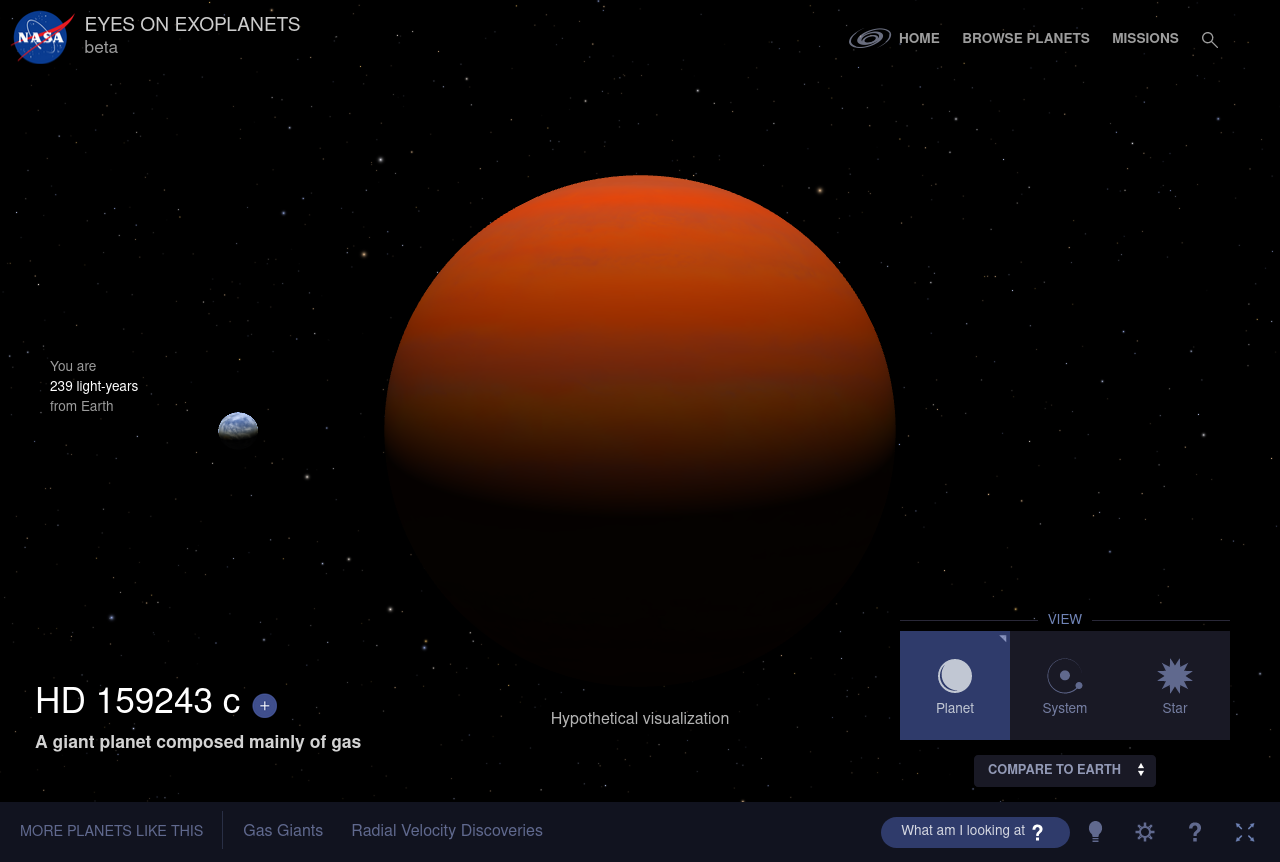 NASA
EYES ON EXOPLANETS
beta
HOME
BROWSE PLANETS
MISSIONS
You are
239 light-years
from Earth
HD 159243 c +
A giant planet composed mainly of gas
Hypothetical visualization
VIEW
Planet
System
Star
COMPARE TO EARTH
MORE PLANETS LIKE THIS
Gas Giants
Radial Velocity Discoveries
What am I looking at ?
?